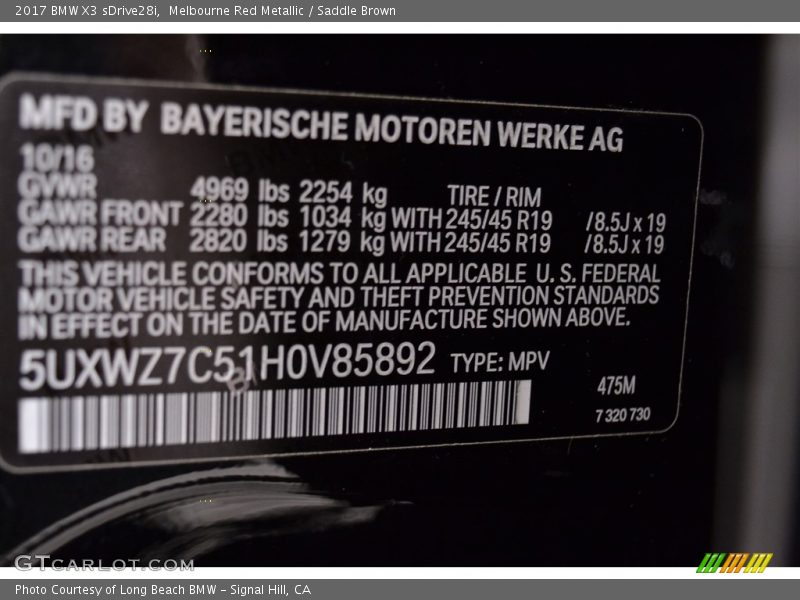 2017 BMW X3 sDrive28i,  Melbourne Red Metallic / Saddle Brown
MFD BY BAYERISCHE MOTOREN WERKE AG
10/16
GVWR 4969 lbs 2254 kg TIRE / RIM
GAWR FRONT 2280 lbs 1034 kg WITH 245/45 R19 /8.5J x 19
GAWR REAR 2820 lbs 1279 kg WITH 245/45 R19 /8.5J x 19
THIS VEHICLE CONFORMS TO ALL APPLICABLE U. S. FEDERAL
MOTOR VEHICLE SAFETY AND THEFT PREVENTION STANDARDS
IN EFFECT ON THE DATE OF MANUFACTURE SHOWN ABOVE.
5UXWZ7C51H0V85892 TYPE: MPV
475M
7 320 730
GTCARLOT.COM
Photo Courtesy of Long Beach BMW – Signal Hill, CA